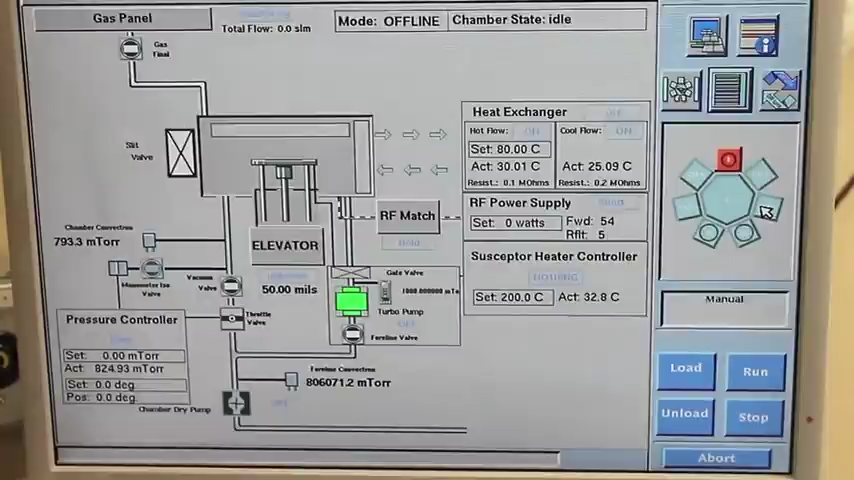 Gas Panel
Total Flow: 0.0 slm
Mode: OFFLINE
Chamber State: idle
Gas
Final
Slit
Valve
Heat Exchanger
Hot Flow: ON
Cool Flow: ON
Set: 80.00 C
Act: 30.01 C
Act: 25.09 C
Resist.: 0.1 MOhms
Resist.: 0.2 MOhms
RF Match
Hold
RF Power Supply
Set: 0 watts
Fwd: 54
Rflt: 5
Chamber Convectron
793.3 mTorr
ELEVATOR
Manometer Iso
Valve
Vacuum
Valve
50.00 mils
Gate Valve
Turbo Pump
OFF
Foreline Valve
Susceptor Heater Controller
Set: 200.0 C
Act: 32.8 C
Pressure Controller
Set: 0.00 mTorr
Act: 824.93 mTorr
Set: 0.0 deg
Pos: 0.0 deg.
Throttle
Valve
Foreline Convectron
806071.2 mTorr
Chamber Dry Pump
Manual
Load
Run
Unload
Stop
Abort